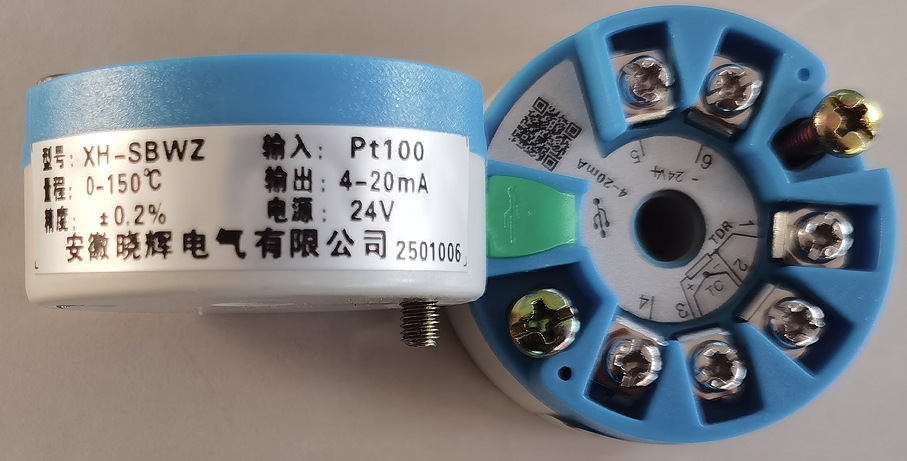 型号: XH-SBWZ 输入: Pt100
量程: 0-150℃ 输出: 4-20mA
精度: ±0.2% 电源: 24V
安徽晓辉电气有限公司 2501006
4-20mA
- 24V+
5
6
1
2
3
4
TDR
TC
+